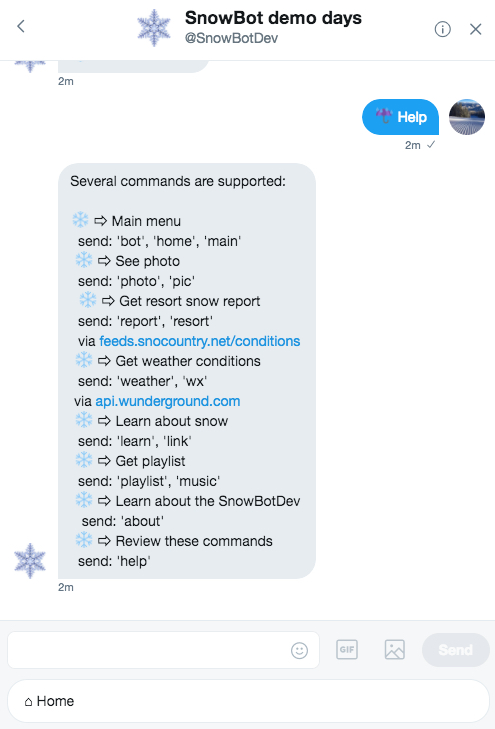 SnowBot demo days
@SnowBotDev
2m
Help
2m ✓
Several commands are supported:
❄️ ⇨ Main menu
send: 'bot', 'home', 'main'
❄️ ⇨ See photo
send: 'photo', 'pic'
❄️ ⇨ Get resort snow report
send: 'report', 'resort'
via feeds.snocountry.net/conditions
❄️ ⇨ Get weather conditions
send: 'weather', 'wx'
via api.wunderground.com
❄️ ⇨ Learn about snow
send: 'learn', 'link'
❄️ ⇨ Get playlist
send: 'playlist', 'music'
❄️ ⇨ Learn about the SnowBotDev
send: 'about'
❄️ ⇨ Review these commands
send: 'help'
2m
GIF
Send
⌂ Home